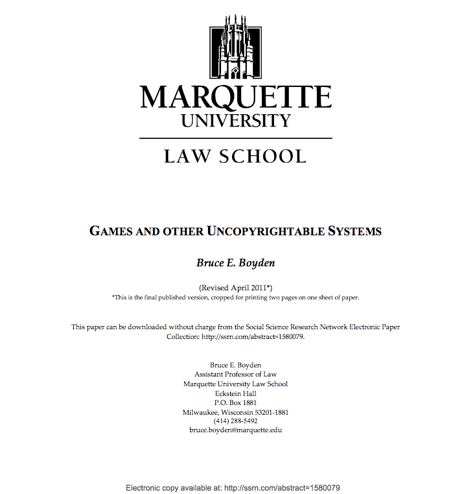 MARQUETTE
UNIVERSITY
LAW SCHOOL
GAMES AND OTHER UNCOPYRIGHTABLE SYSTEMS
Bruce E. Boyden
(Revised April 2011*)
*This is the final published version, cropped for printing two pages on one sheet of paper.
This paper can be downloaded without charge from the Social Science Research Network Electronic Paper
Collection: http://ssrn.com/abstract=1580079.
Bruce E. Boyden
Assistant Professor of Law
Marquette University Law School
Eckstein Hall
P.O. Box 1881
Milwaukee, Wisconsin 53201-1881
(414) 288-5492
bruce.boyden@marquette.edu
Electronic copy available at: http://ssrn.com/abstract=1580079